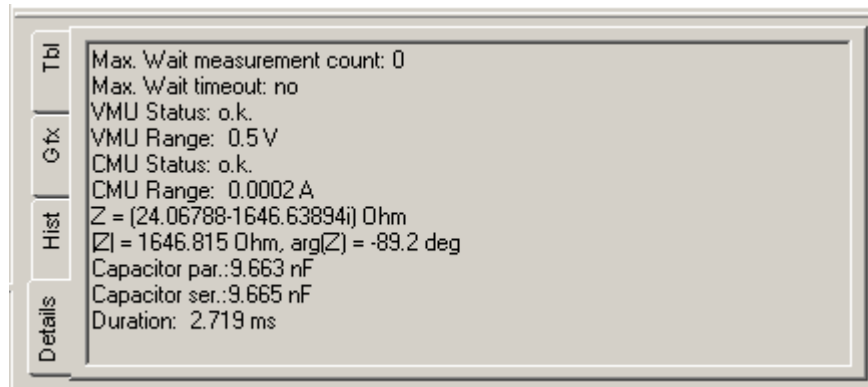 Tbl
Gfx
Hist
Details
Max. Wait measurement count: 0
Max. Wait timeout: no
VMU Status: o.k.
VMU Range:  0.5 V
CMU Status: o.k.
CMU Range:  0.0002 A
Z = (24.06788-1646.63894i) Ohm
|Z| = 1646.815 Ohm, arg(Z) = -89.2 deg
Capacitor par.:9.663 nF
Capacitor ser.:9.665 nF
Duration:  2.719 ms